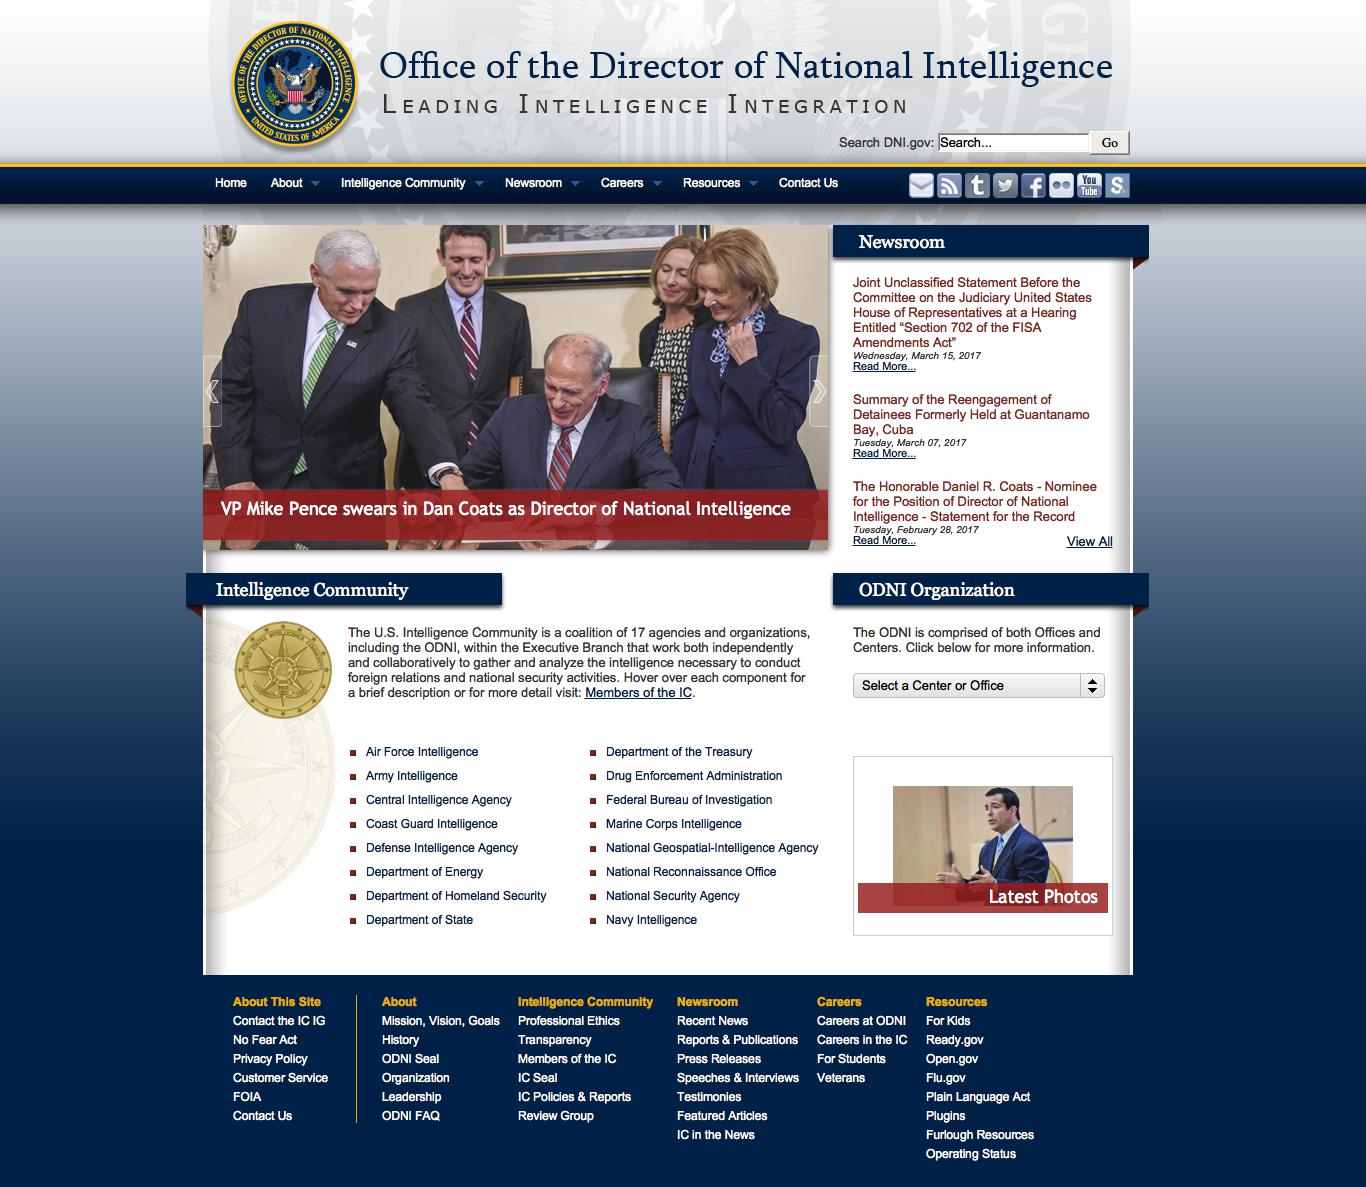 OFFICE OF THE DIRECTOR OF NATIONAL INTELLIGENCE
UNITED STATES OF AMERICA
Office of the Director of National Intelligence
LEADING INTELLIGENCE INTEGRATION
Search DNI.gov: Search... Go
Home About Intelligence Community Newsroom Careers Resources Contact Us
You Tube
VP Mike Pence swears in Dan Coats as Director of National Intelligence
Newsroom
Joint Unclassified Statement Before the
Committee on the Judiciary United States
House of Representatives at a Hearing
Entitled “Section 702 of the FISA
Amendments Act”
Wednesday, March 15, 2017
Read More...
Summary of the Reengagement of
Detainees Formerly Held at Guantanamo
Bay, Cuba
Tuesday, March 07, 2017
Read More...
The Honorable Daniel R. Coats - Nominee
for the Position of Director of National
Intelligence - Statement for the Record
Tuesday, February 28, 2017
Read More...
View All
Intelligence Community
The U.S. Intelligence Community is a coalition of 17 agencies and organizations,
including the ODNI, within the Executive Branch that work both independently
and collaboratively to gather and analyze the intelligence necessary to conduct
foreign relations and national security activities. Hover over each component for
a brief description or for more detail visit: Members of the IC.
Air Force Intelligence
Army Intelligence
Central Intelligence Agency
Coast Guard Intelligence
Defense Intelligence Agency
Department of Energy
Department of Homeland Security
Department of State
Department of the Treasury
Drug Enforcement Administration
Federal Bureau of Investigation
Marine Corps Intelligence
National Geospatial-Intelligence Agency
National Reconnaissance Office
National Security Agency
Navy Intelligence
ODNI Organization
The ODNI is comprised of both Offices and
Centers. Click below for more information.
Select a Center or Office
Latest Photos
About This Site
Contact the IC IG
No Fear Act
Privacy Policy
Customer Service
FOIA
Contact Us
About
Mission, Vision, Goals
History
ODNI Seal
Organization
Leadership
ODNI FAQ
Intelligence Community
Professional Ethics
Transparency
Members of the IC
IC Seal
IC Policies & Reports
Review Group
Newsroom
Recent News
Reports & Publications
Press Releases
Speeches & Interviews
Testimonies
Featured Articles
IC in the News
Careers
Careers at ODNI
Careers in the IC
For Students
Veterans
Resources
For Kids
Ready.gov
Open.gov
Flu.gov
Plain Language Act
Plugins
Furlough Resources
Operating Status